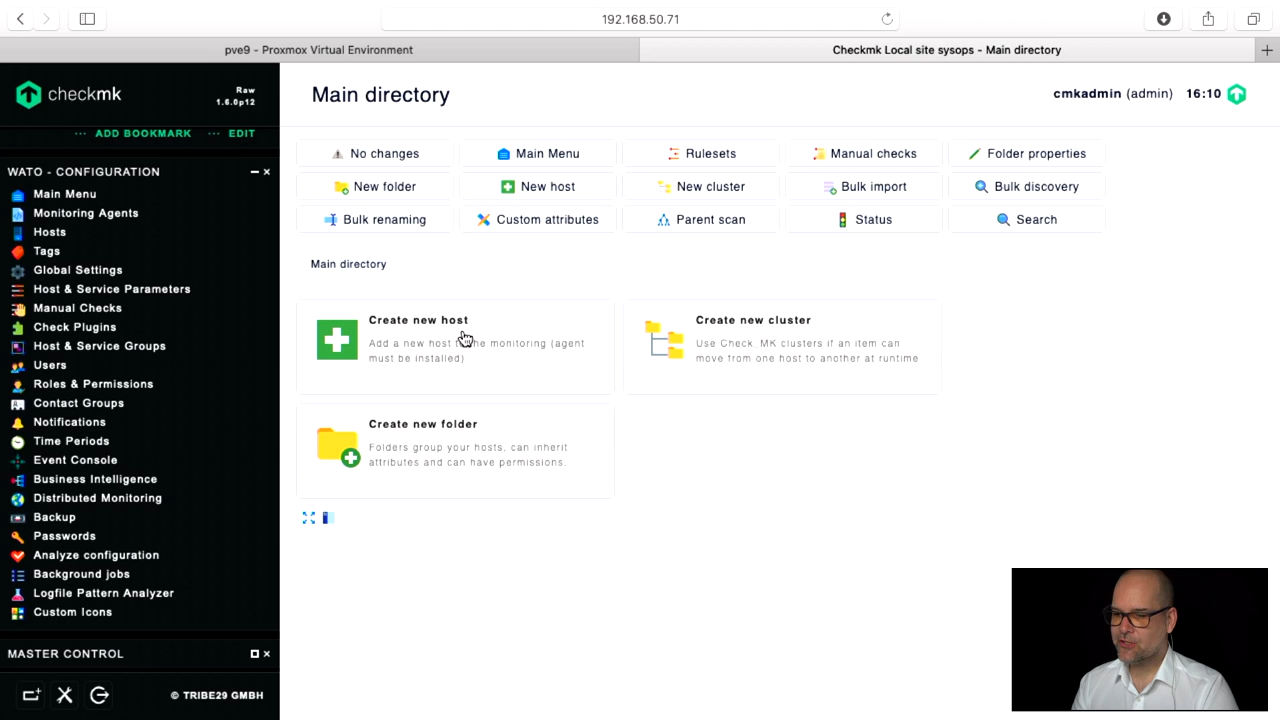 192.168.50.71
pve9 - Proxmox Virtual Environment
Checkmk Local site sysops - Main directory
checkmk
Raw
1.6.0p12
Main directory
cmkadmin (admin) 16:10
··· ADD BOOKMARK ··· EDIT
WATO - CONFIGURATION
Main Menu
Monitoring Agents
Hosts
Tags
Global Settings
Host & Service Parameters
Manual Checks
Check Plugins
Host & Service Groups
Users
Roles & Permissions
Contact Groups
Notifications
Time Periods
Event Console
Business Intelligence
Distributed Monitoring
Backup
Passwords
Analyze configuration
Background jobs
Logfile Pattern Analyzer
Custom Icons
MASTER CONTROL
© TRIBE29 GMBH
No changes
Main Menu
Rulesets
Manual checks
Folder properties
New folder
New host
New cluster
Bulk import
Bulk discovery
Bulk renaming
Custom attributes
Parent scan
Status
Search
Main directory
Create new host
Add a new host the monitoring (agent
must be installed)
Create new cluster
Use Check_MK clusters if an item can
move from one host to another at runtime
Create new folder
Folders group your hosts, can inherit
attributes and can have permissions.